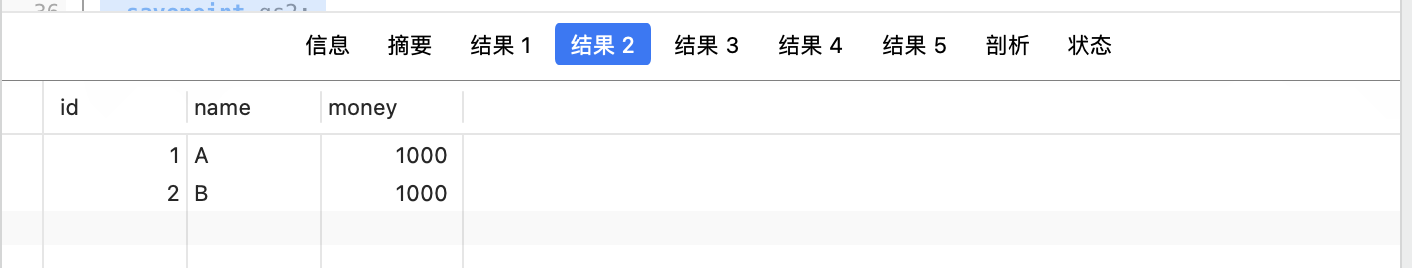 36 savepoint qs2;
信息 摘要 结果 1 结果 2 结果 3 结果 4 结果 5 剖析 状态
id name money
1 A 1000
2 B 1000